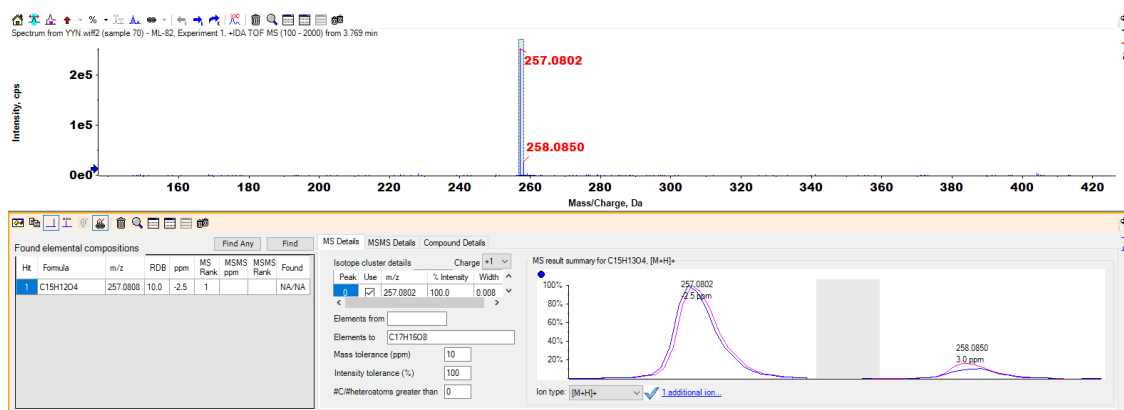 Spectrum from YYN.wiff2 (sample 70) - ML-82, Experiment 1, +IDA TOF MS (100 - 2000) from 3.769 min
257.0802
2e5
Intensity, cps
1e5
258.0850
0e0
160 180 200 220 240 260 280 300 320 340 360 380 400 420
Mass/Charge, Da
Found elemental compositions
Find Any Find
Hit Formula m/z RDB ppm MS Rank MSMS ppm MSMS Rank Found
1 C15H12O4 257.0808 10.0 -2.5 1 NA/NA
MS Details MSMS Details Compound Details
Isotope cluster details Charge +1
Peak Use m/z % Intensity Width
0 257.0802 100.0 0.008
Elements from
Elements to C17H16O8
Mass tolerance (ppm) 10
Intensity tolerance (%) 100
#C/#heteroatoms greater than 0
MS result summary for C15H13O4, [M+H]+
100%
80%
60%
40%
20%
257.0802
-2.5 ppm
258.0850
3.0 ppm
Ion type: [M+H]+ 1 additional ion...